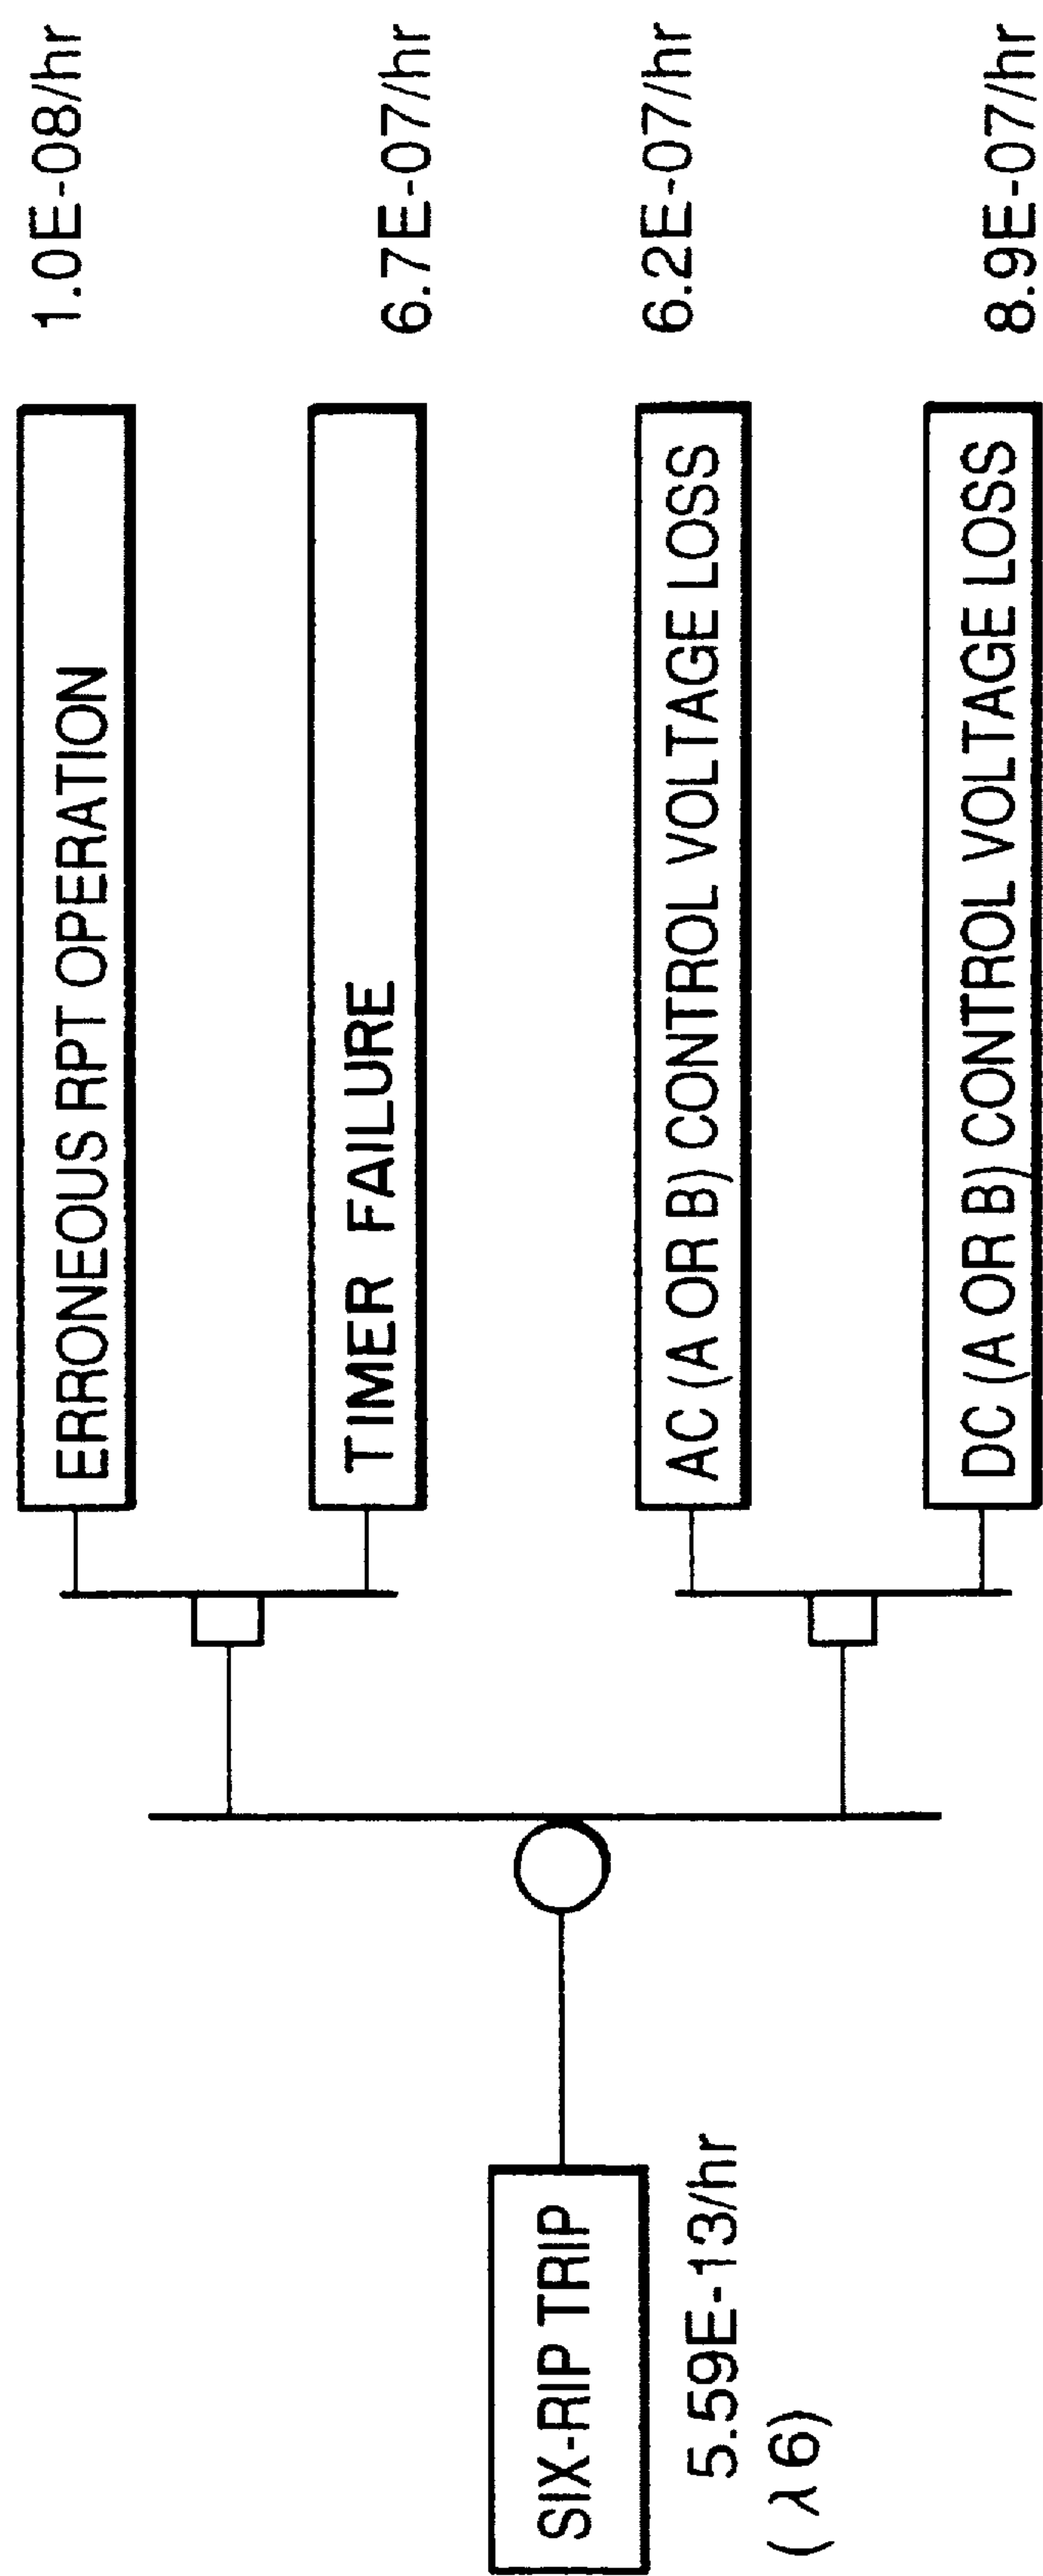 SIX-RIP TRIP
5.59E-13/hr
( λ 6)
ERRONEOUS RPT OPERATION
1.0E-08/hr
TIMER FAILURE
6.7E-07/hr
AC (A OR B) CONTROL VOLTAGE LOSS
6.2E-07/hr
DC (A OR B) CONTROL VOLTAGE LOSS
8.9E-07/hr